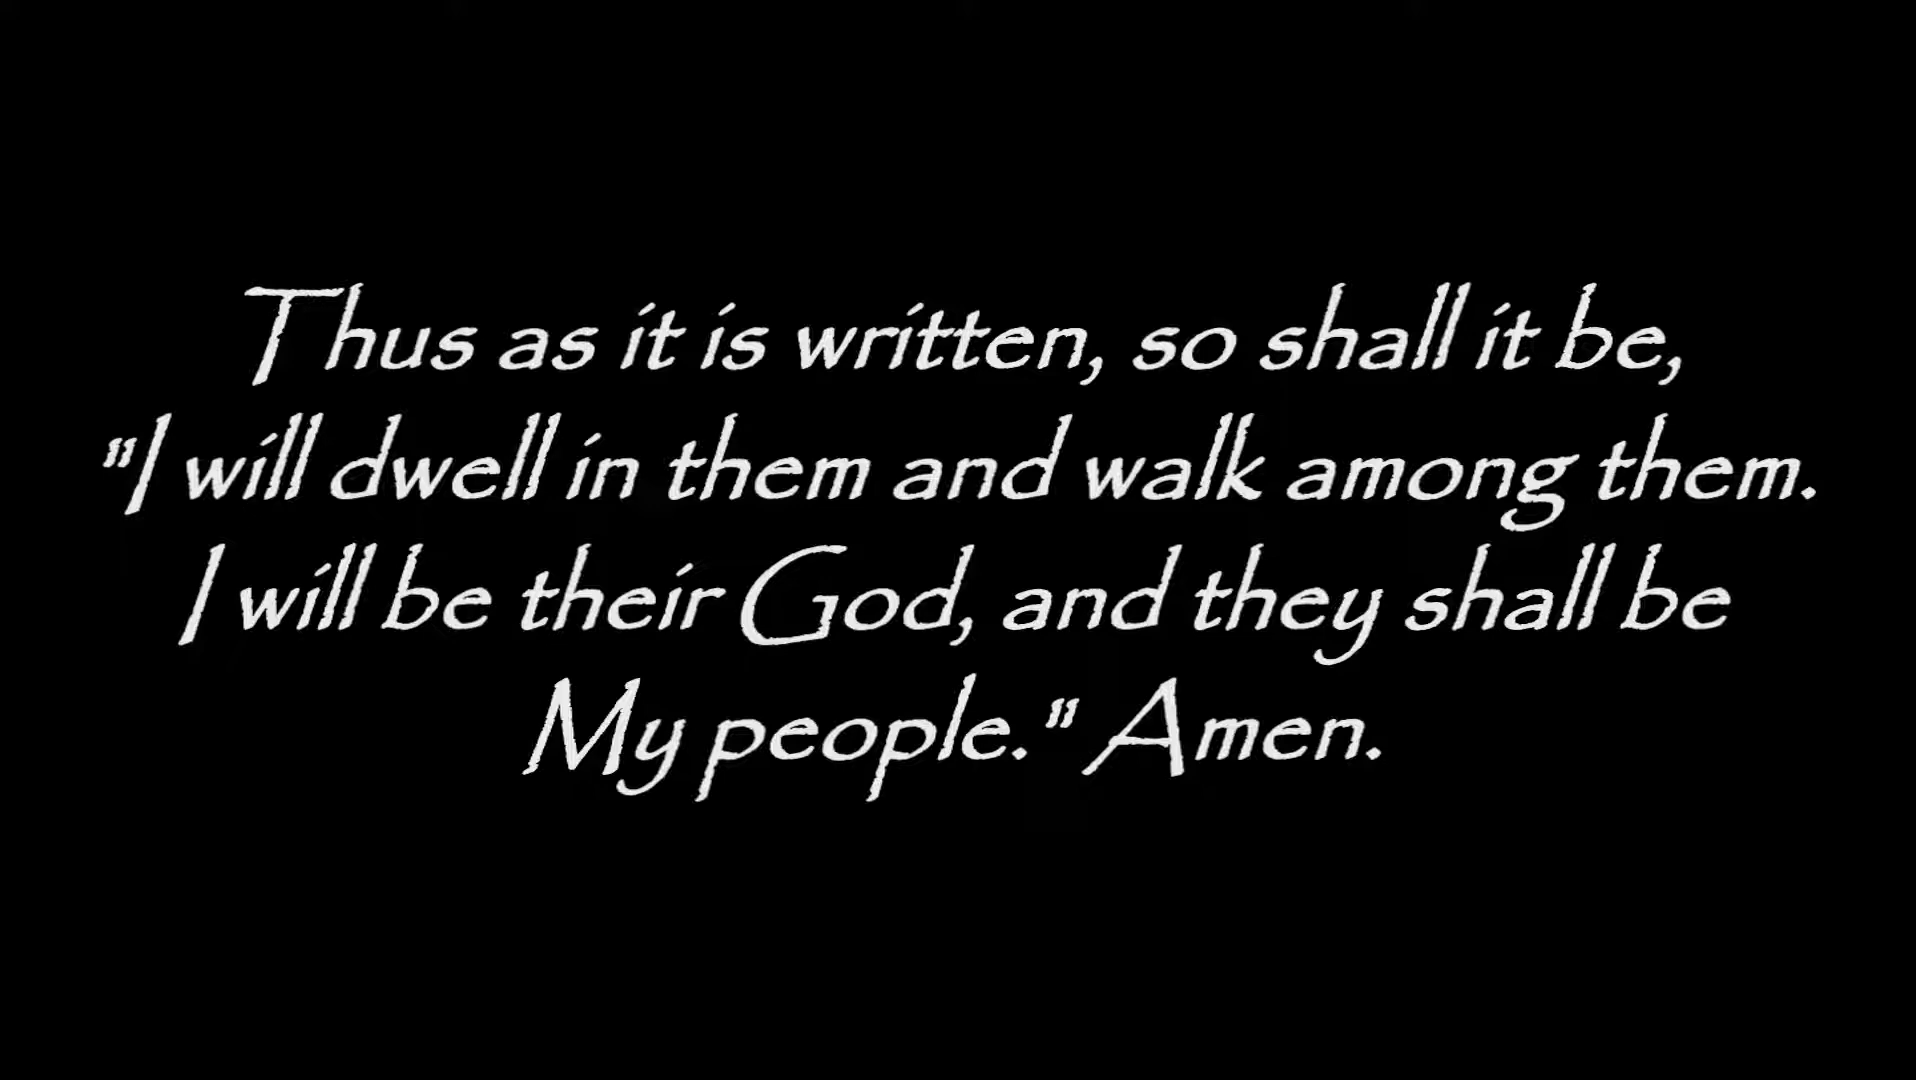 Thus as it is written, so shall it be,
"I will dwell in them and walk among them.
I will be their God, and they shall be
My people." Amen.